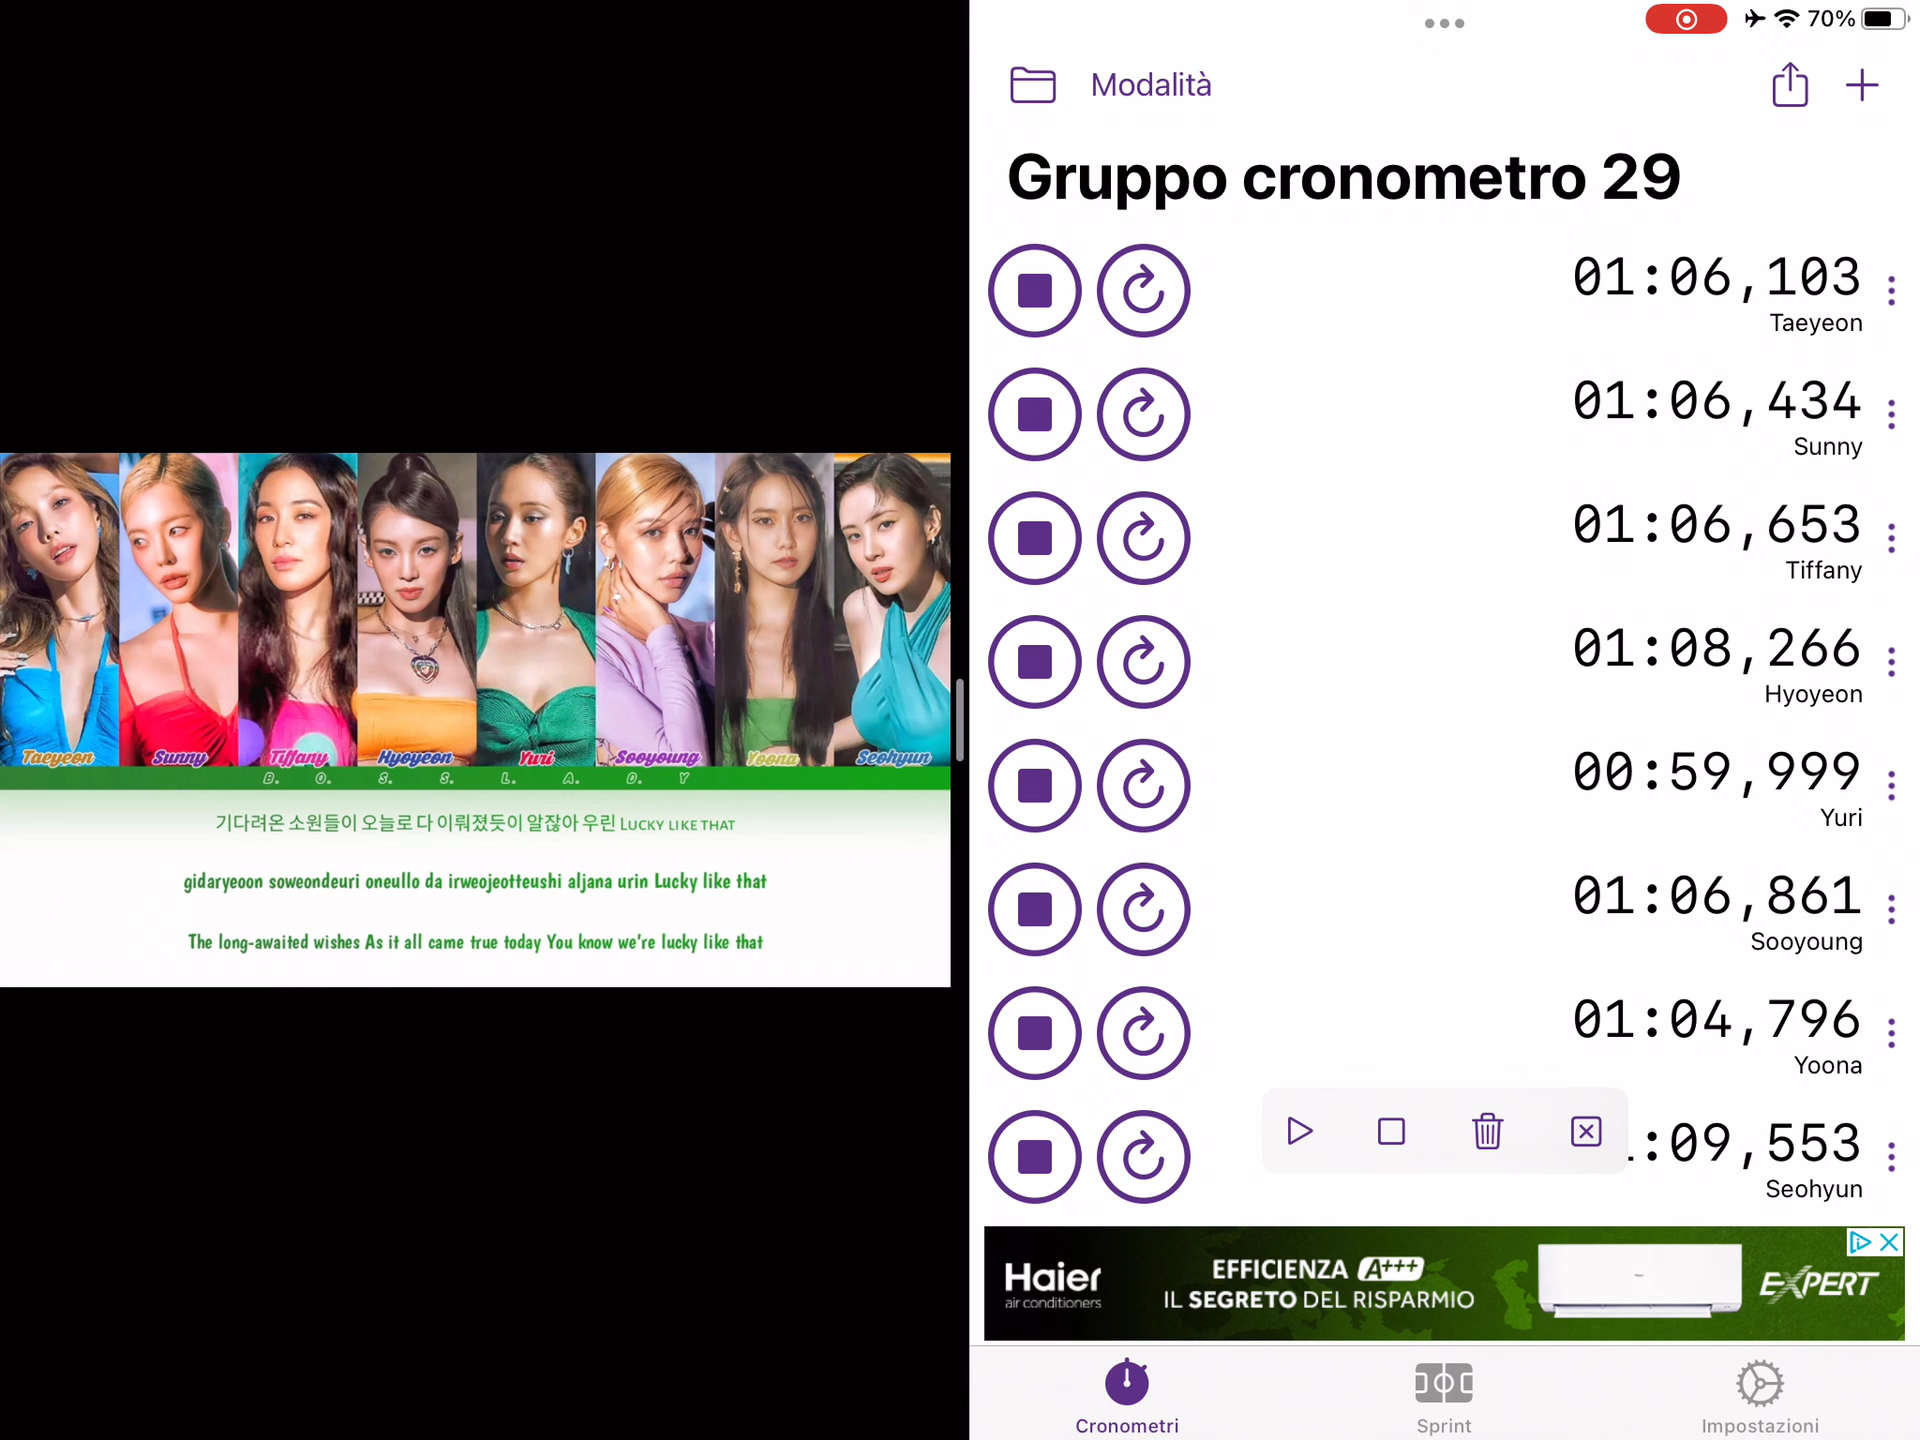 Taeyeon
Sunny
Tiffany
Hyoyeon
Yuri
Sooyoung
Yoona
Seohyun
B. O. S. S. L. A. D. Y
기다려온 소원들이 오늘로 다 이뤄졌듯이 알잖아 우린 LUCKY LIKE THAT
gidaryeoon soweondeuri oneullo da irweojeotteushi aljana urin Lucky like that
The long-awaited wishes As it all came true today You know we're lucky like that
70%
Modalità
Gruppo cronometro 29
01:06,103
Taeyeon
01:06,434
Sunny
01:06,653
Tiffany
01:08,266
Hyoyeon
00:59,999
Yuri
01:06,861
Sooyoung
01:04,796
Yoona
:09,553
Seohyun
Haier
air conditioners
EFFICIENZA A+++
IL SEGRETO DEL RISPARMIO
EXPERT
Cronometri
Sprint
Impostazioni